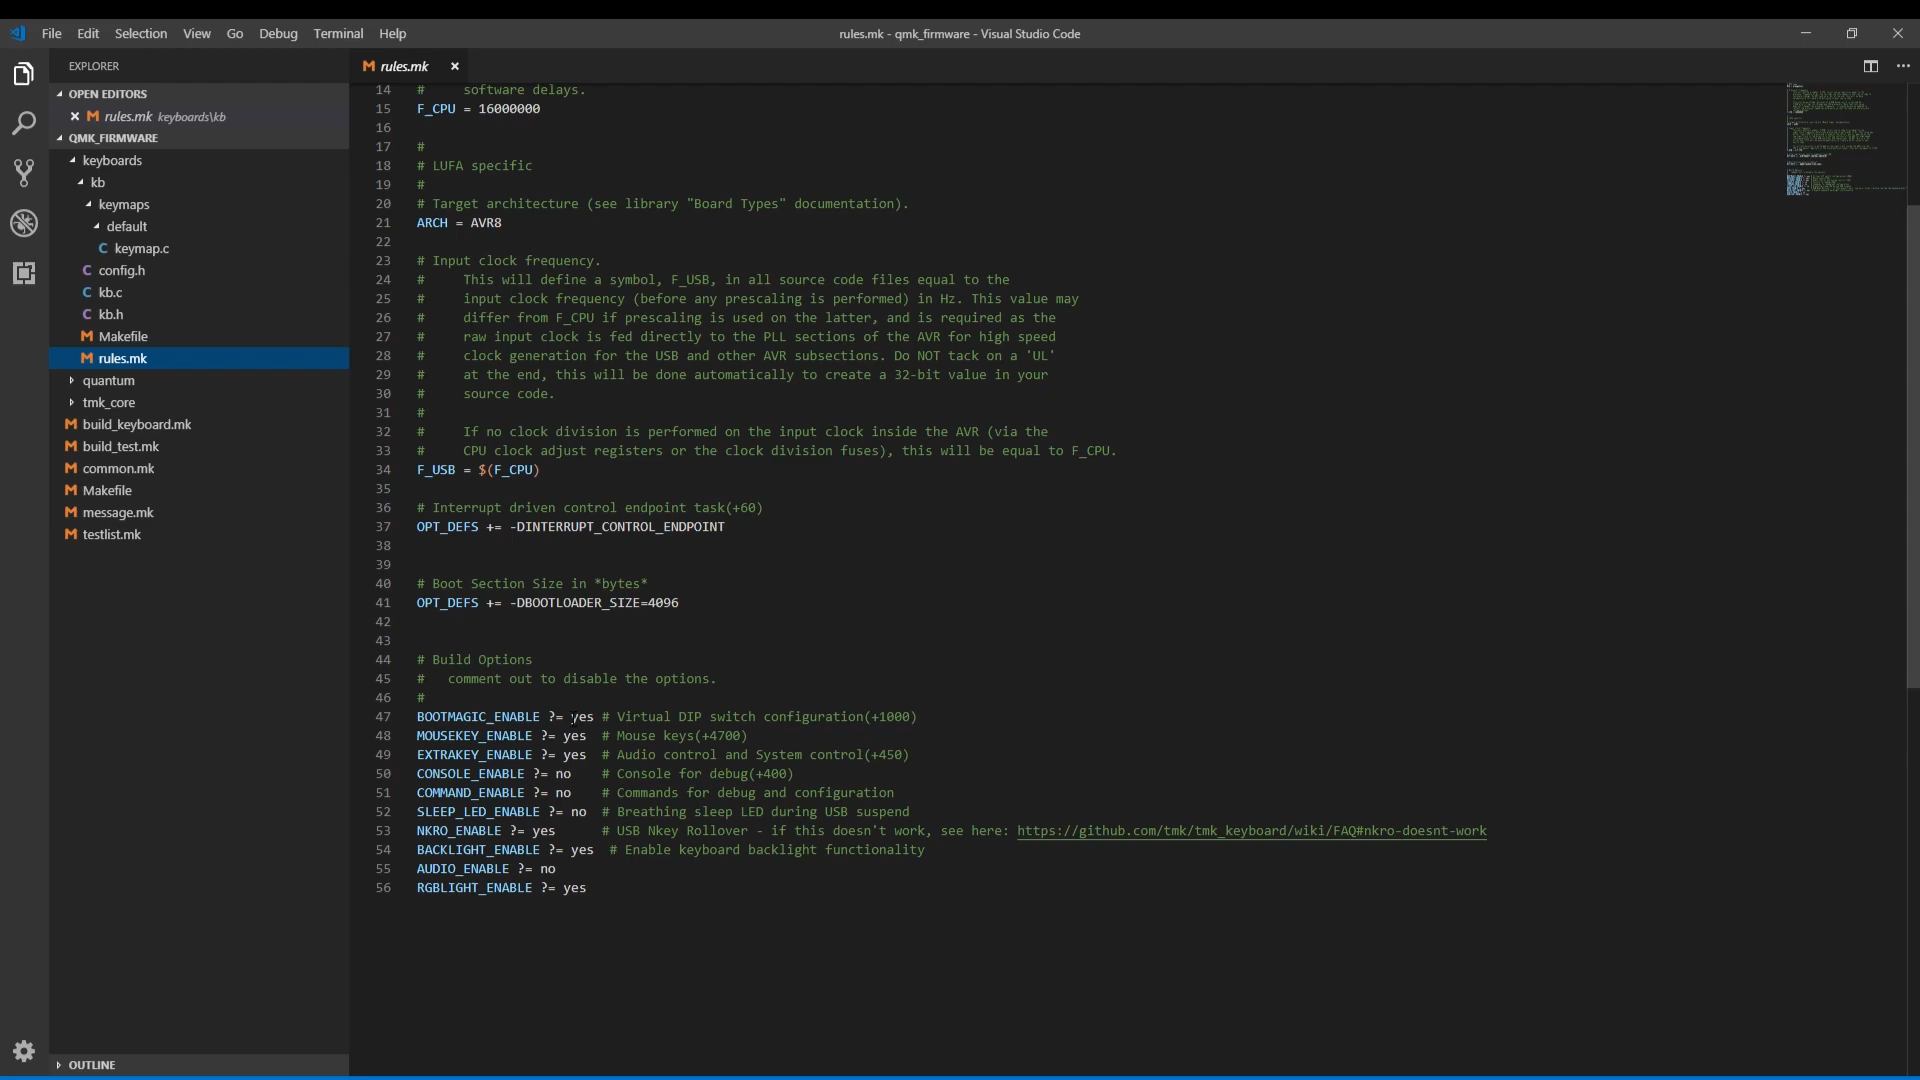 File Edit Selection View Go Debug Terminal Help
rules.mk - qmk_firmware - Visual Studio Code
EXPLORER
OPEN EDITORS
rules.mk keyboards\kb
QMK_FIRMWARE
keyboards
kb
keymaps
default
C keymap.c
C config.h
C kb.c
C kb.h
M Makefile
M rules.mk
quantum
tmk_core
M build_keyboard.mk
M build_test.mk
M common.mk
M Makefile
M message.mk
M testlist.mk
OUTLINE
M rules.mk
14 #     software delays.
15 F_CPU = 16000000
16
17 #
18 # LUFA specific
19 #
20 # Target architecture (see library "Board Types" documentation).
21 ARCH = AVR8
22
23 # Input clock frequency.
24 #     This will define a symbol, F_USB, in all source code files equal to the
25 #     input clock frequency (before any prescaling is performed) in Hz. This value may
26 #     differ from F_CPU if prescaling is used on the latter, and is required as the
27 #     raw input clock is fed directly to the PLL sections of the AVR for high speed
28 #     clock generation for the USB and other AVR subsections. Do NOT tack on a 'UL'
29 #     at the end, this will be done automatically to create a 32-bit value in your
30 #     source code.
31 #
32 #     If no clock division is performed on the input clock inside the AVR (via the
33 #     CPU clock adjust registers or the clock division fuses), this will be equal to F_CPU.
34 F_USB = $(F_CPU)
35
36 # Interrupt driven control endpoint task(+60)
37 OPT_DEFS += -DINTERRUPT_CONTROL_ENDPOINT
38
39
40 # Boot Section Size in *bytes*
41 OPT_DEFS += -DBOOTLOADER_SIZE=4096
42
43
44 # Build Options
45 #   comment out to disable the options.
46 #
47 BOOTMAGIC_ENABLE ?= yes # Virtual DIP switch configuration(+1000)
48 MOUSEKEY_ENABLE ?= yes  # Mouse keys(+4700)
49 EXTRAKEY_ENABLE ?= yes  # Audio control and System control(+450)
50 CONSOLE_ENABLE ?= no    # Console for debug(+400)
51 COMMAND_ENABLE ?= no    # Commands for debug and configuration
52 SLEEP_LED_ENABLE ?= no  # Breathing sleep LED during USB suspend
53 NKRO_ENABLE ?= yes      # USB Nkey Rollover - if this doesn't work, see here: https://github.com/tmk/tmk_keyboard/wiki/FAQ#nkro-doesnt-work
54 BACKLIGHT_ENABLE ?= yes  # Enable keyboard backlight functionality
55 AUDIO_ENABLE ?= no
56 RGBLIGHT_ENABLE ?= yes